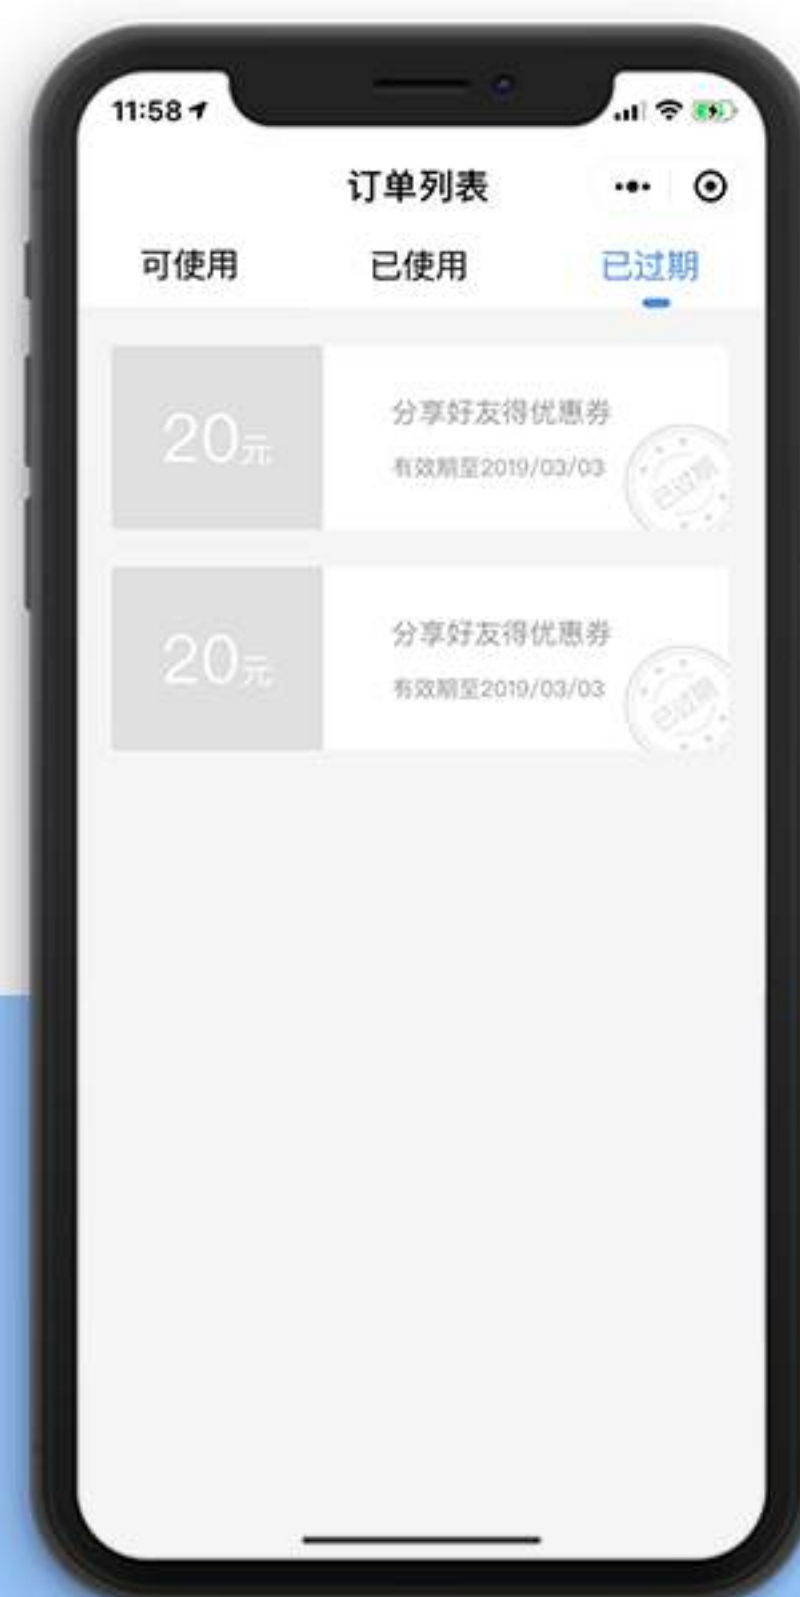 11:58
订单列表
可使用 已使用 已过期
20元
分享好友得优惠券
有效期至2019/03/03
已过期
20元
分享好友得优惠券
有效期至2019/03/03
已过期